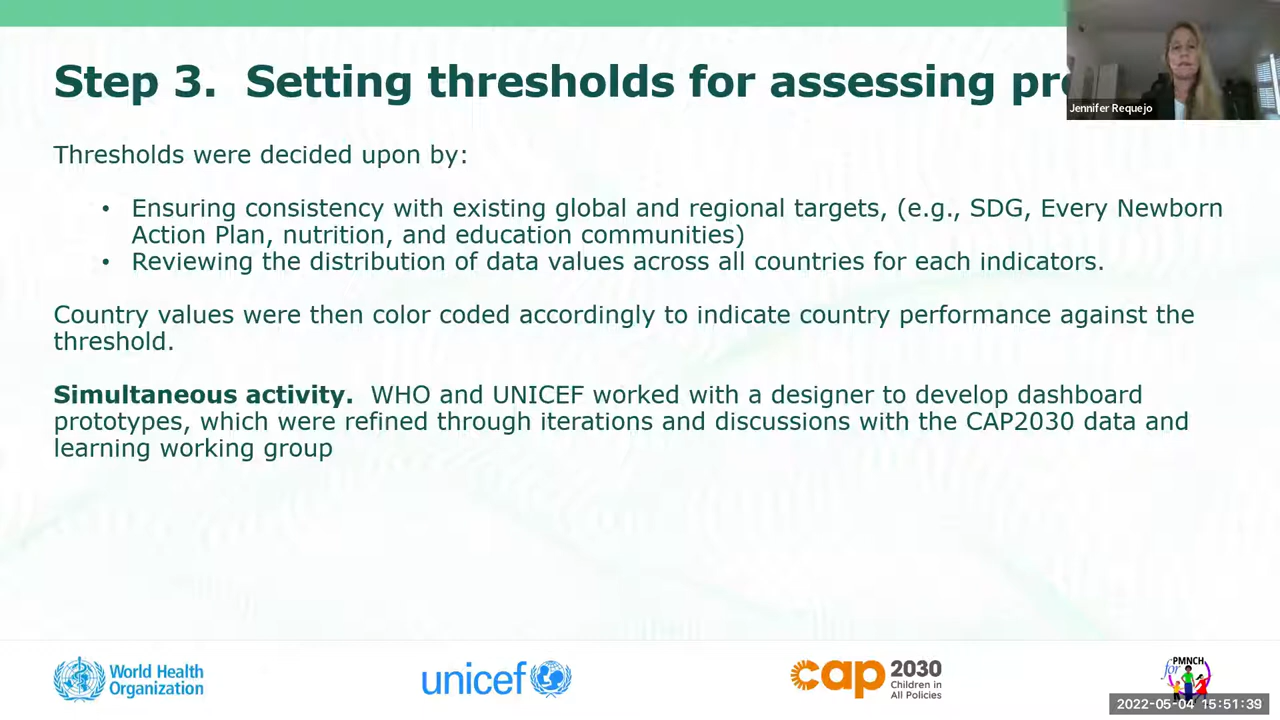 Step 3. Setting thresholds for assessing
Jennifer Requejo
Thresholds were decided upon by:
• Ensuring consistency with existing global and regional targets, (e.g., SDG, Every Newborn
Action Plan, nutrition, and education communities)
• Reviewing the distribution of data values across all countries for each indicators.
Country values were then color coded accordingly to indicate country performance against the
threshold.
Simultaneous activity. WHO and UNICEF worked with a designer to develop dashboard
prototypes, which were refined through iterations and discussions with the CAP2030 data and
learning working group
World Health
Organization
unicef
cap 2030
Children in
All Policies
PMNCH
for
2022-05-04 15:51:39